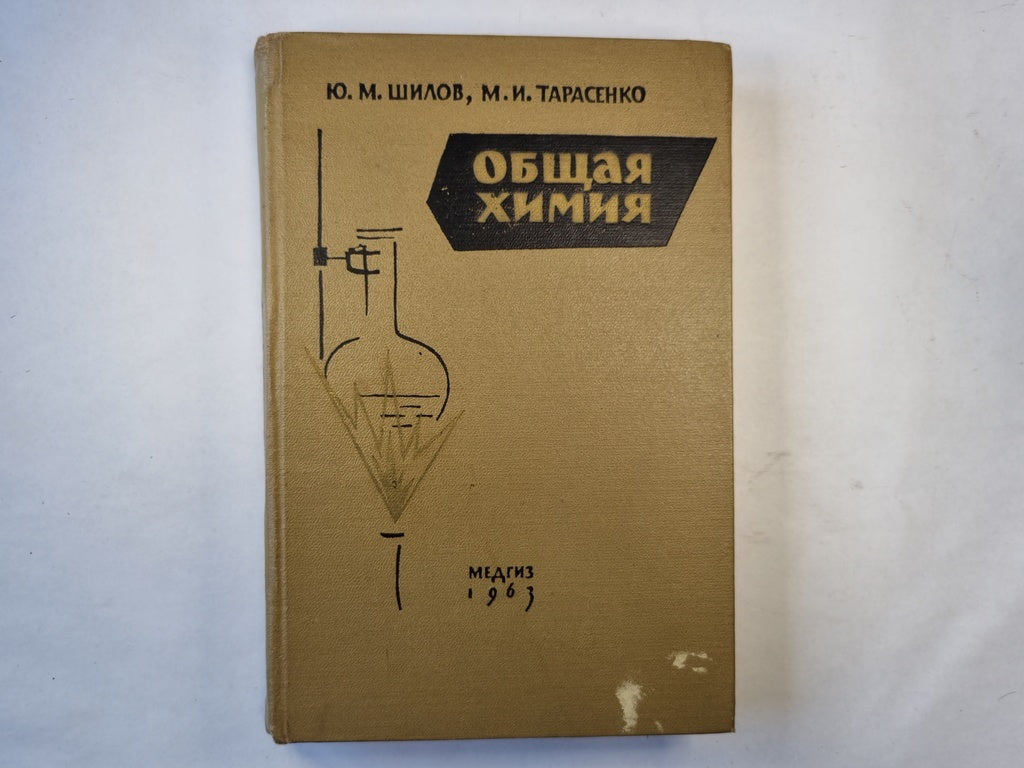 Ю. М. ШИЛОВ, М. И. ТАРАСЕНКО
ОБЩАЯ
ХИМИЯ
МЕДГИЗ
1963